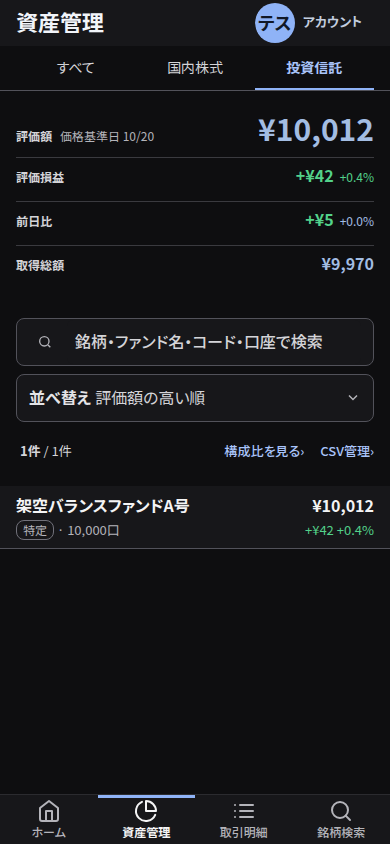 資産管理
テス アカウント
すべて 国内株式 投資信託
評価額 価格基準日 10/20 ¥10,012
評価損益 +¥42 +0.4%
前日比 +¥5 +0.0%
取得総額 ¥9,970
銘柄・ファンド名・コード・口座で検索
並べ替え 評価額の高い順
1件 / 1件 構成比を見る› CSV管理›
架空バランスファンドA号 ¥10,012
特定 · 10,000口 +¥42 +0.4%
ホーム 資産管理 取引明細 銘柄検索